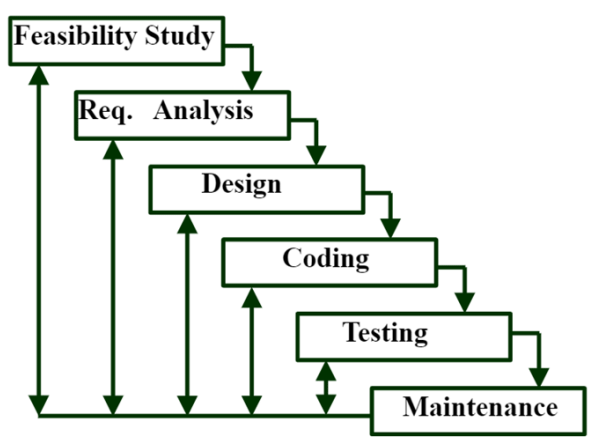 Feasibility Study
Req. Analysis
Design
Coding
Testing
Maintenance